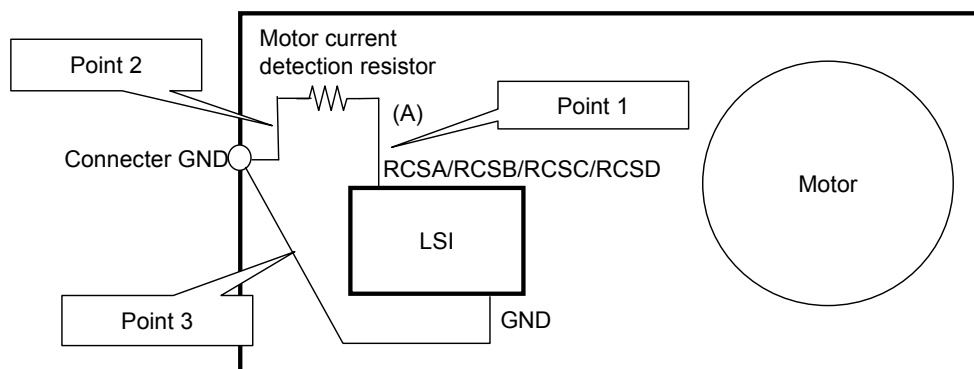 Motor current
detection resistor
Point 2
(A)
Point 1
Connecter GND
RCSA/RCSB/RCSC/RCSD
Motor
LSI
Point 3
GND